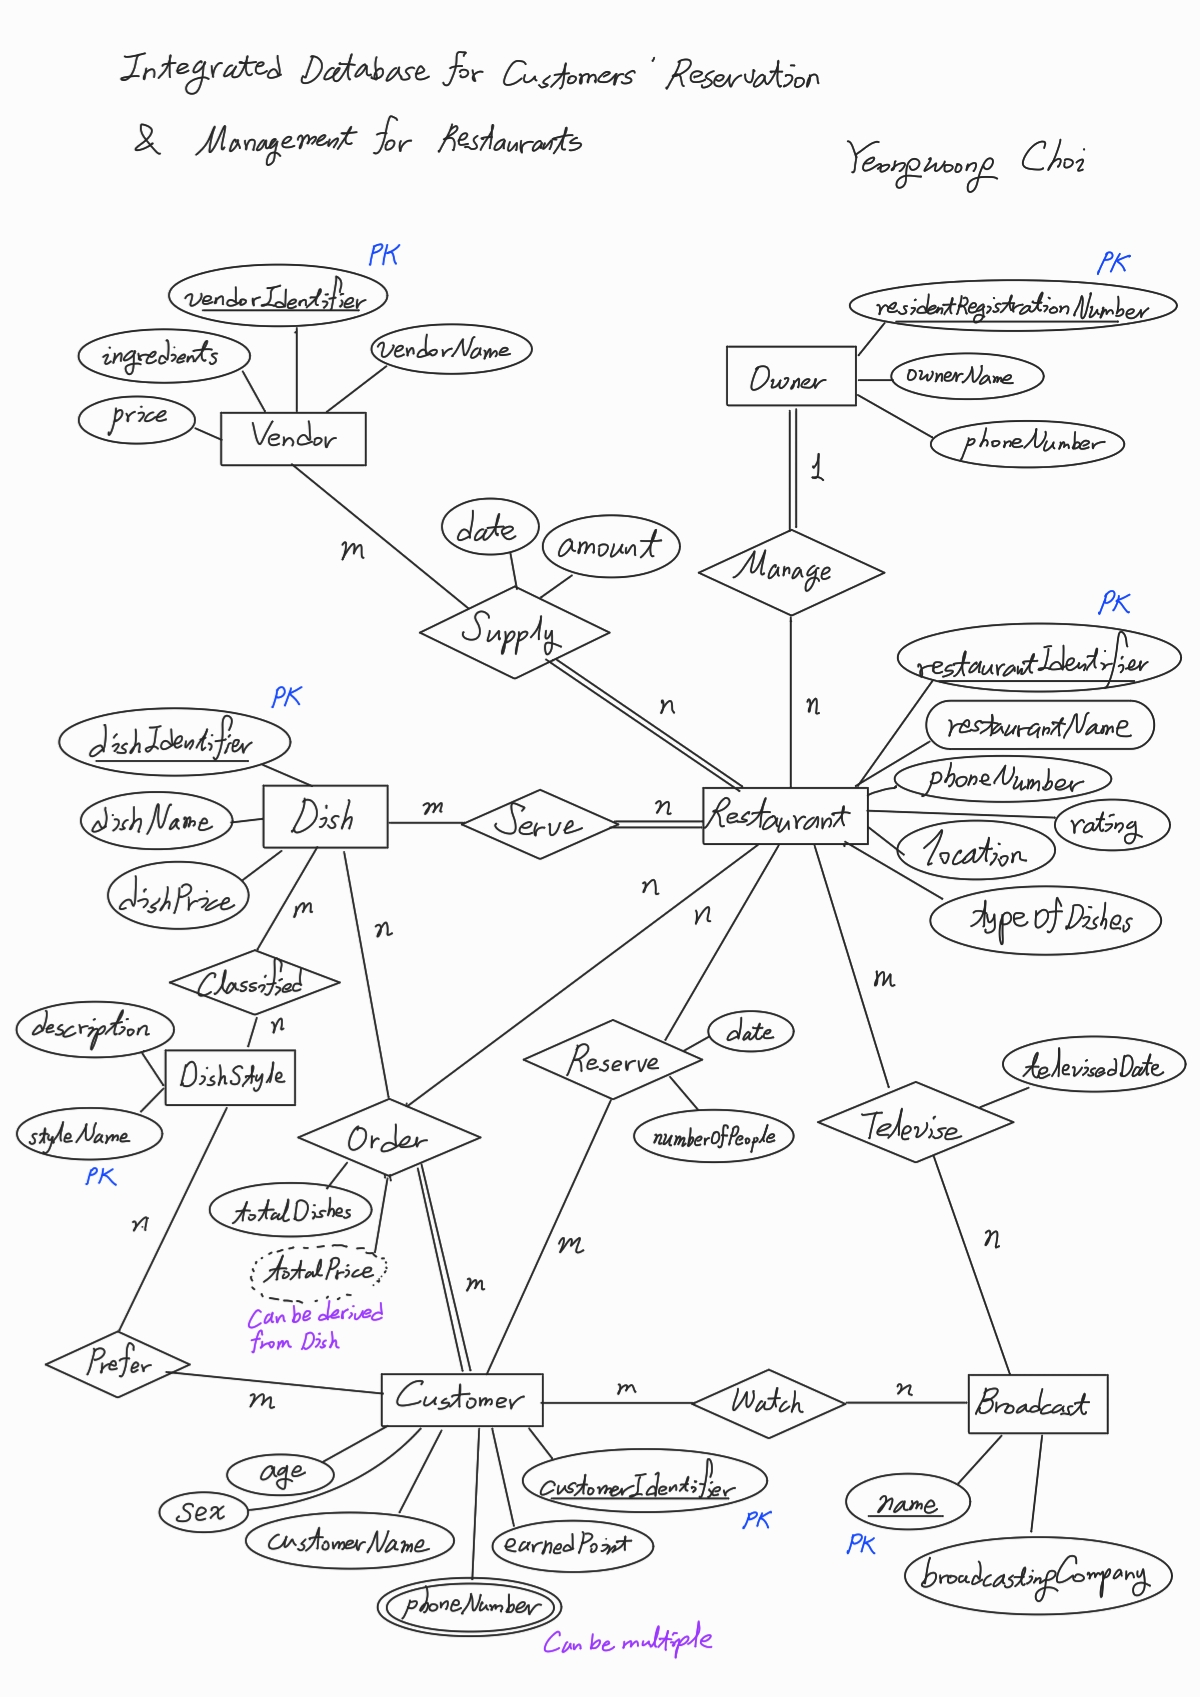 Integrated Database for Customers' Reservation
& Management for Restaurants
Yeongwoong Choi
PK
vendorIdentifier
ingredients
vendorName
price
Vendor
PK
residentRegistrationNumber
Owner
ownerName
phoneNumber
1
m
date
amount
Supply
Manage
PK
restaurantIdentifier
n
n
restaurantName
PK
dishIdentifier
phoneNumber
dishName
Dish
m
Serve
n
Restaurant
rating
location
dishPrice
m
n
n
n
typeOfDishes
Classified
m
description
n
DishStyle
date
Reserve
televisedDate
styleName
PK
Order
numberOfPeople
Televise
totalDishes
n
m
n
totalPrice
m
Can be derived
from Dish
Prefer
m
Customer
m
Watch
n
Broadcast
age
sex
customerName
customerIdentifier
PK
earnedPoint
name
PK
phoneNumber
broadcastingCompany
Can be multiple